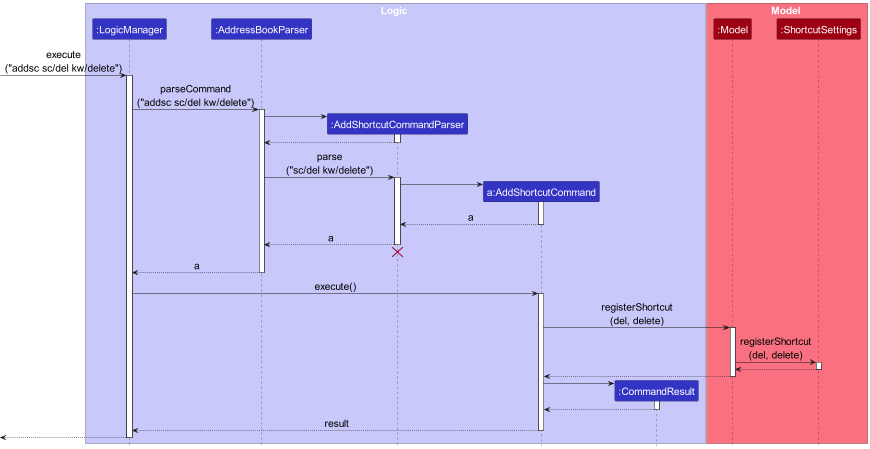 Logic
Model
:LogicManager
:AddressBookParser
:Model
:ShortcutSettings
execute
("addsc sc/del kw/delete")
parseCommand
("addsc sc/del kw/delete")
:AddShortcutCommandParser
parse
("sc/del kw/delete")
a:AddShortcutCommand
a
a
a
execute()
registerShortcut
(del, delete)
registerShortcut
(del, delete)
:CommandResult
result